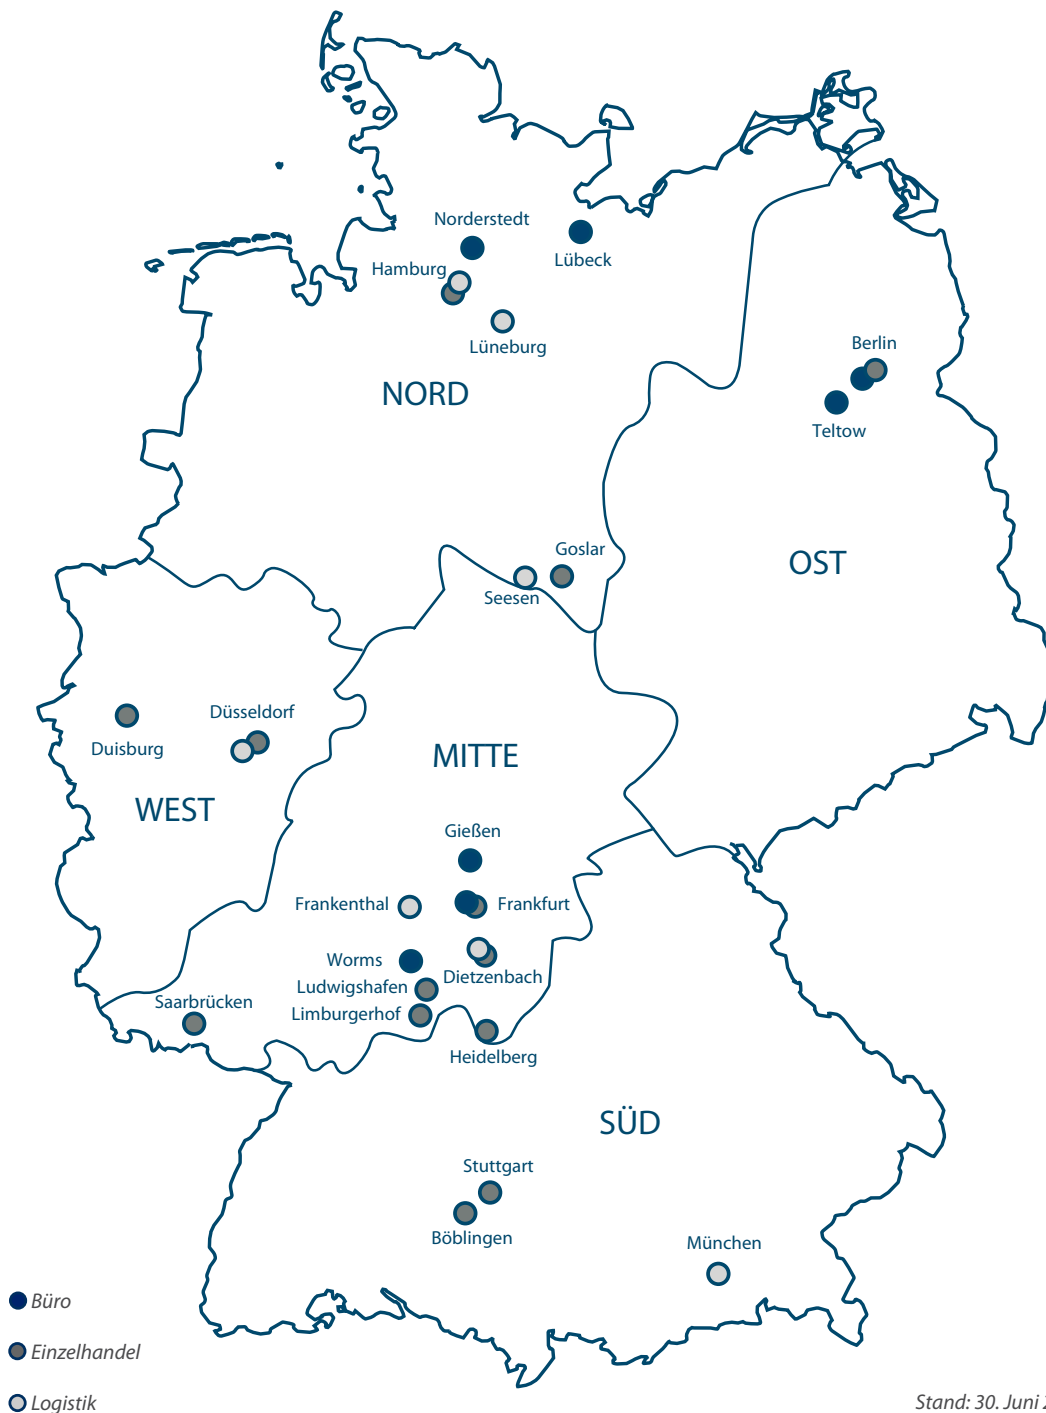 Norderstedt
Lübeck
Hamburg
Lüneburg
NORD
Berlin
Teltow
Goslar
Seesen
OST
Düsseldorf
Duisburg
MITTE
WEST
Gießen
Frankenthal
Frankfurt
Worms
Dietzenbach
Ludwigshafen
Saarbrücken
Limburgerhof
Heidelberg
SÜD
Stuttgart
Böblingen
München
Büro
Einzelhandel
Logistik
Stand: 30. Juni 2